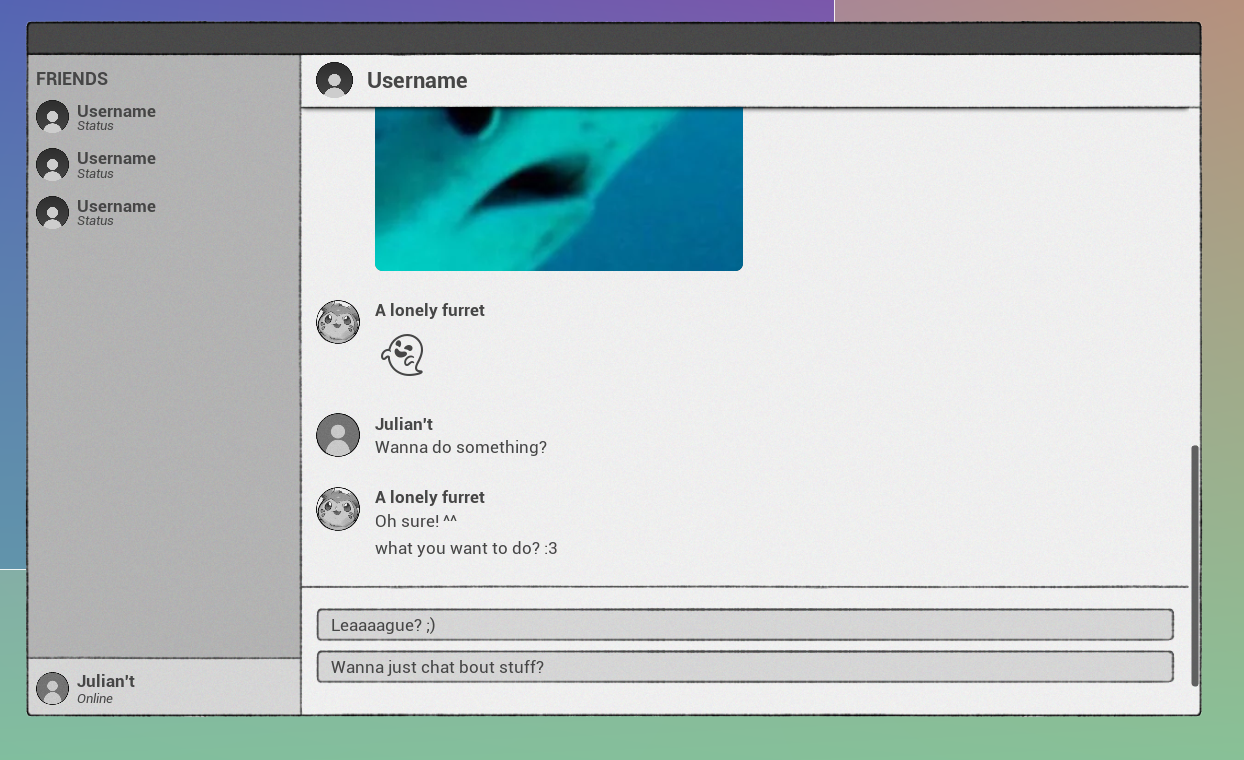 FRIENDS
Username
Status
Username
Status
Username
Status
Julian't
Online
Username
A lonely furret
Julian't
Wanna do something?
A lonely furret
Oh sure! ^^
what you want to do? :3
Leaaaague? ;)
Wanna just chat bout stuff?